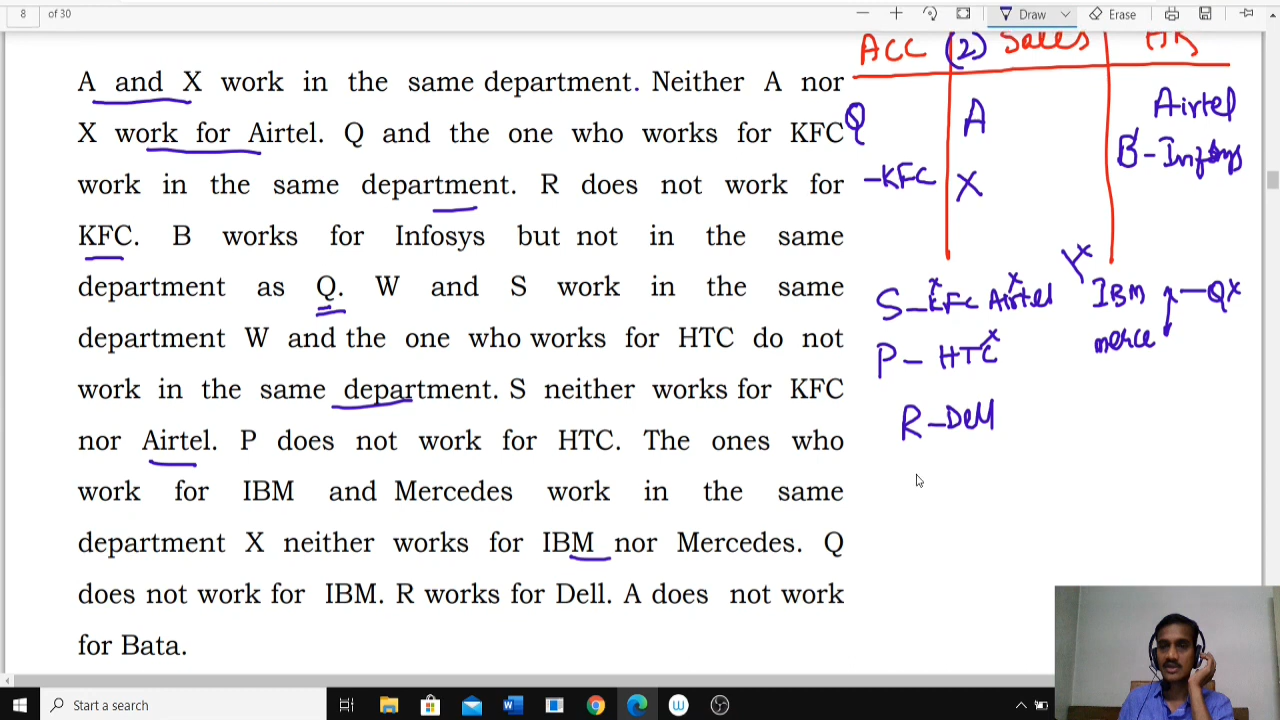 8 of 30
Draw
Erase
ACC (2) Sales HR
A and X work in the same department. Neither A nor
X work for Airtel. Q and the one who works for KFC
work in the same department. R does not work for
KFC. B works for Infosys but not in the same
department as Q. W and S work in the same
department W and the one who works for HTC do not
work in the same department. S neither works for KFC
nor Airtel. P does not work for HTC. The ones who
work for IBM and Mercedes work in the same
department X neither works for IBM nor Mercedes. Q
does not work for IBM. R works for Dell. A does not work
for Bata.
Q A Airtel
B - Infosys
-KFC X
S - KFC x Airtel x X x IBM - Q x
merce
P - HTC x
R - Dell
Start a search